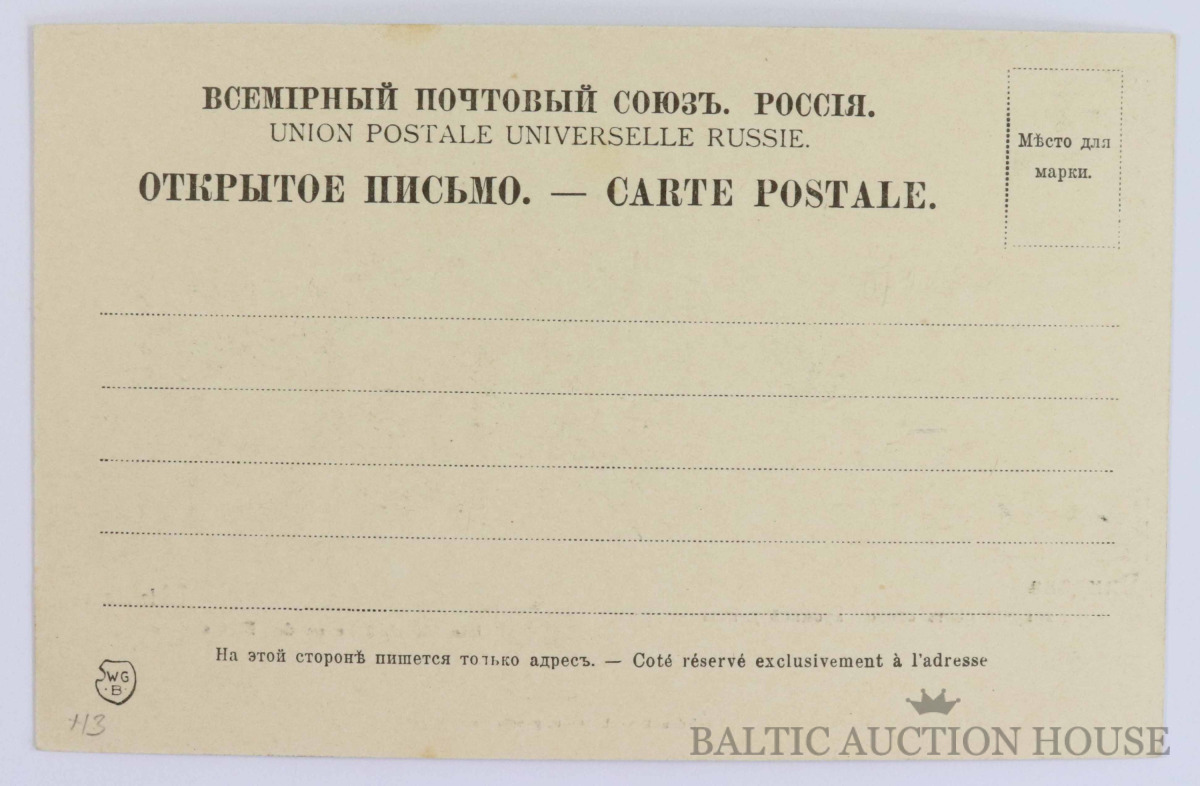 ВСЕМІРНЫЙ ПОЧТОВЫЙ СОЮЗЪ. РОССІЯ.
UNION POSTALE UNIVERSELLE RUSSIE.
ОТКРЫТОЕ ПИСЬМО. — CARTE POSTALE.
Мѣсто для
марки.
На этой сторонѣ пишется только адресъ. — Coté réservé exclusivement à l'adresse
WG
·B·
H3
BALTIC AUCTION HOUSE